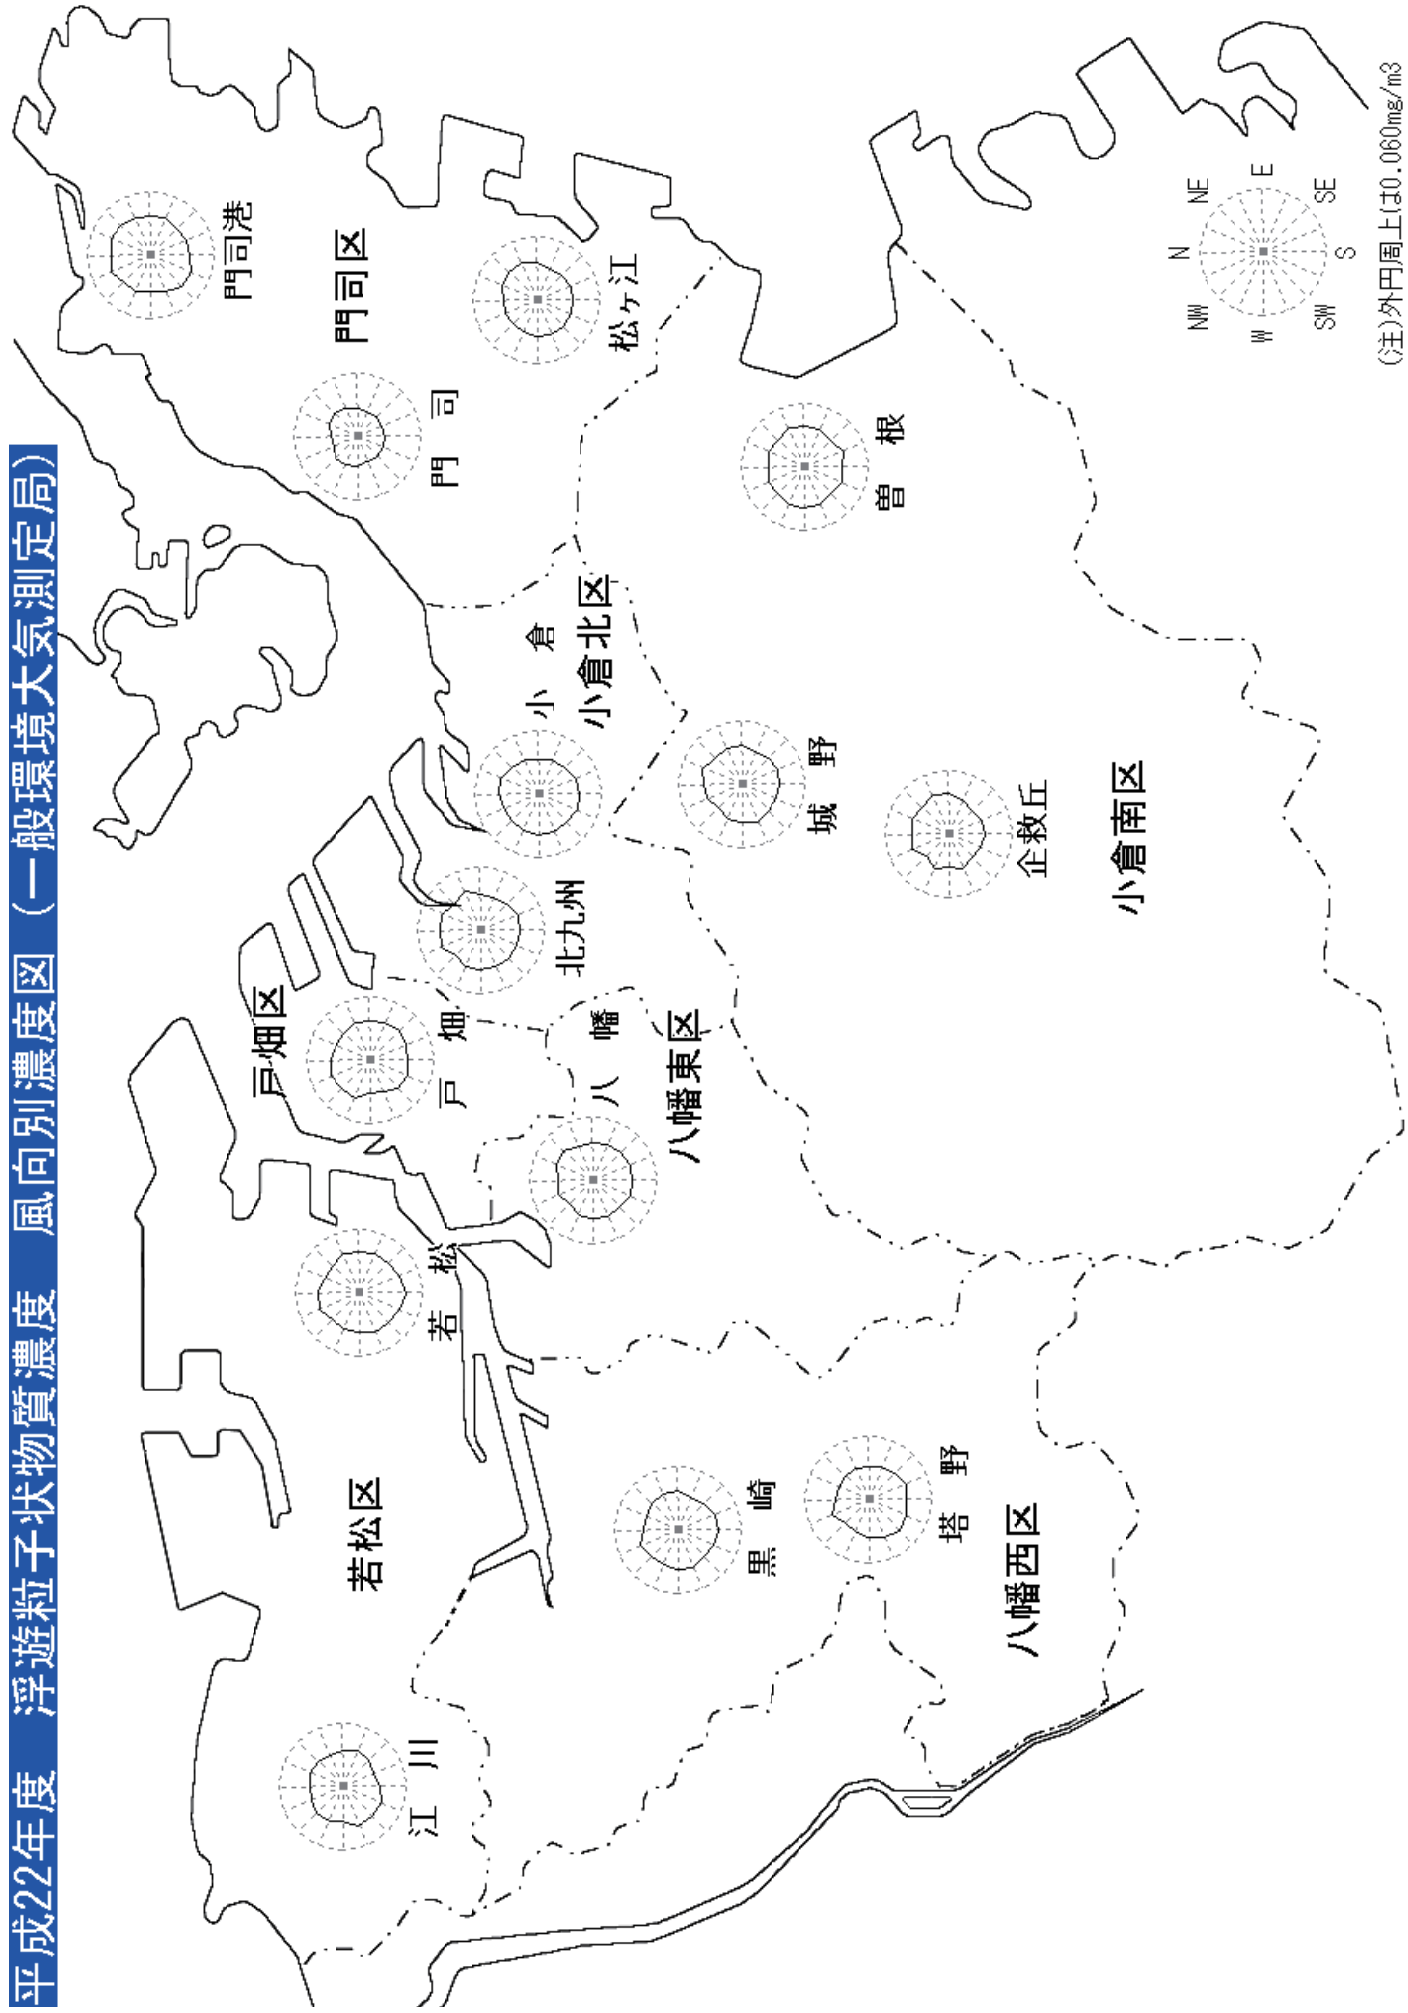 平成22年度　浮遊粒子状物質濃度　風向別濃度図（一般環境大気測定局）
門司港
門司区
門　司
松ヶ江
小　倉
小倉北区
曽　根
城　野
企救丘
小倉南区
北九州
戸畑区
戸　畑
八　幡
八幡東区
若　松
若松区
黒　崎
塔　野
八幡西区
江　川
N
NE
E
SE
S
SW
W
NW
(注)外円周上は0.060mg/m3